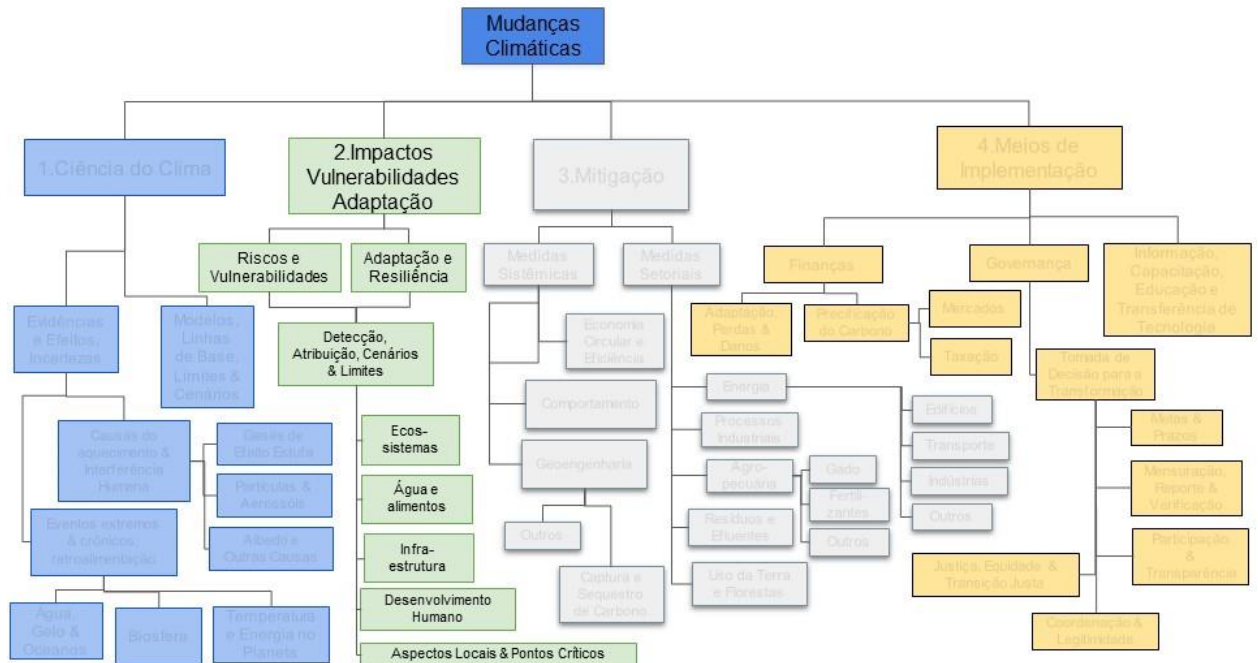 Mudanças
Climáticas
1.Ciência do Clima
2.Impactos
Vulnerabilidades
Adaptação
3.Mitigação
4.Meios de
Implementação
Riscos e
Vulnerabilidades
Adaptação e
Resiliência
Detecção,
Atribuição, Cenários
& Limites
Ecos-
sistemas
Água e
alimentos
Infra-
estrutura
Desenvolvimento
Humano
Aspectos Locais & Pontos Críticos
Evidências
e Efeitos,
Incertezas
Modelos,
Linhas
de Base,
Limites &
Cenários
Causas do
aquecimento &
Interferência
Humana
Gases de
Efeito Estufa
Partículas &
Aerossóis
Albedo e
Outras Causas
Eventos extremos
& crônicos,
retroalimentação
Água,
Gelo &
Oceanos
Biosfera
Temperatura
e Energia no
Planeta
Medidas
Sistêmicas
Medidas
Setoriais
Economia
Circular e
Eficiência
Comportamento
Geoengenharia
Outros
Captura e
Sequestro
de Carbono
Energia
Processos
Industriais
Agro-
pecuária
Resíduos e
Efluentes
Uso da Terra
e Florestas
Gado
Fertili-
zantes
Outros
Edifícios
Transporte
Indústrias
Outros
Finanças
Governança
Informação,
Capacitação,
Educação e
Transferência de
Tecnologia
Adaptação,
Perdas &
Danos
Precificação
do Carbono
Mercados
Taxação
Tomada de
Decisão para a
Transformação
Metas &
Prazos
Mensuração,
Reporte &
Verificação
Participação
&
Transparência
Justiça, Equidade &
Transição Justa
Coordenação &
Legitimidade